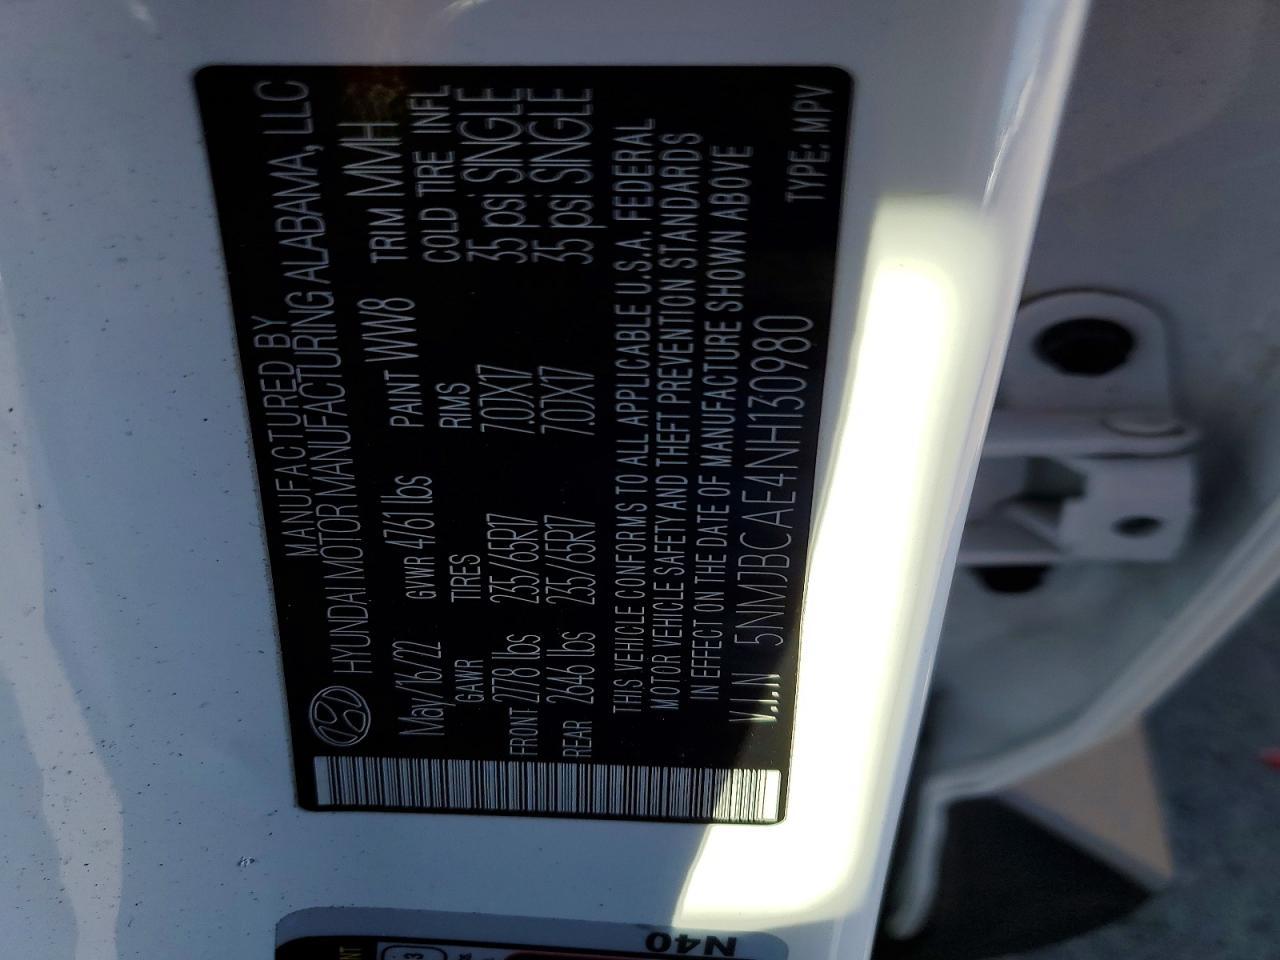 MANUFACTURED BY
HYUNDAI MOTOR MANUFACTURING ALABAMA, LLC
May/16/22 PAINT WW8 TRIM MMH
GVWR 4761 lbs
GAWR TIRES RIMS COLD TIRE INFL
FRONT 2778 lbs 235/65R17 7.0JX17 35 psi SINGLE
REAR 2646 lbs 235/65R17 7.0JX17 35 psi SINGLE
THIS VEHICLE CONFORMS TO ALL APPLICABLE U.S.A. FEDERAL
MOTOR VEHICLE SAFETY AND THEFT PREVENTION STANDARDS
IN EFFECT ON THE DATE OF MANUFACTURE SHOWN ABOVE
V.I.N 5NMJBCAE4NH130980
TYPE: MPV
N40